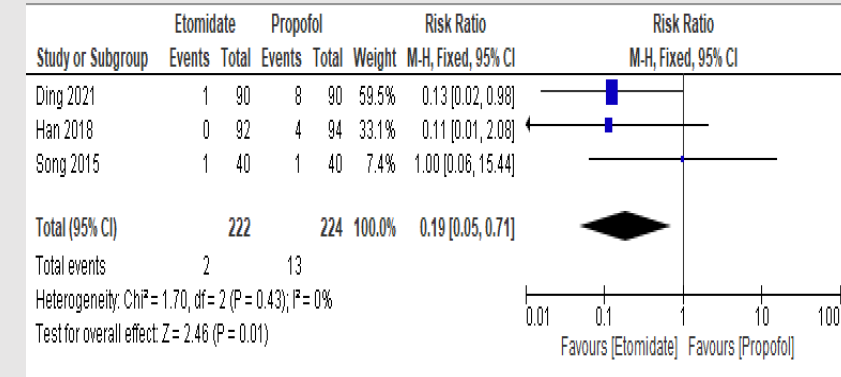 Etomidate Propofol Risk Ratio Risk Ratio
Study or Subgroup Events Total Events Total Weight M-H, Fixed, 95% CI M-H, Fixed, 95% CI
Ding 2021 1 90 8 90 59.5% 0.13 [0.02, 0.98]
Han 2018 0 92 4 94 33.1% 0.11 [0.01, 2.08]
Song 2015 1 40 1 40 7.4% 1.00 [0.06, 15.44]
Total (95% CI) 222 224 100.0% 0.19 [0.05, 0.71]
Total events 2 13
Heterogeneity: Chi² = 1.70, df = 2 (P = 0.43); I² = 0%
Test for overall effect: Z = 2.46 (P = 0.01)
0.01 0.1 1 10 100
Favours [Etomidate] Favours [Propofol]